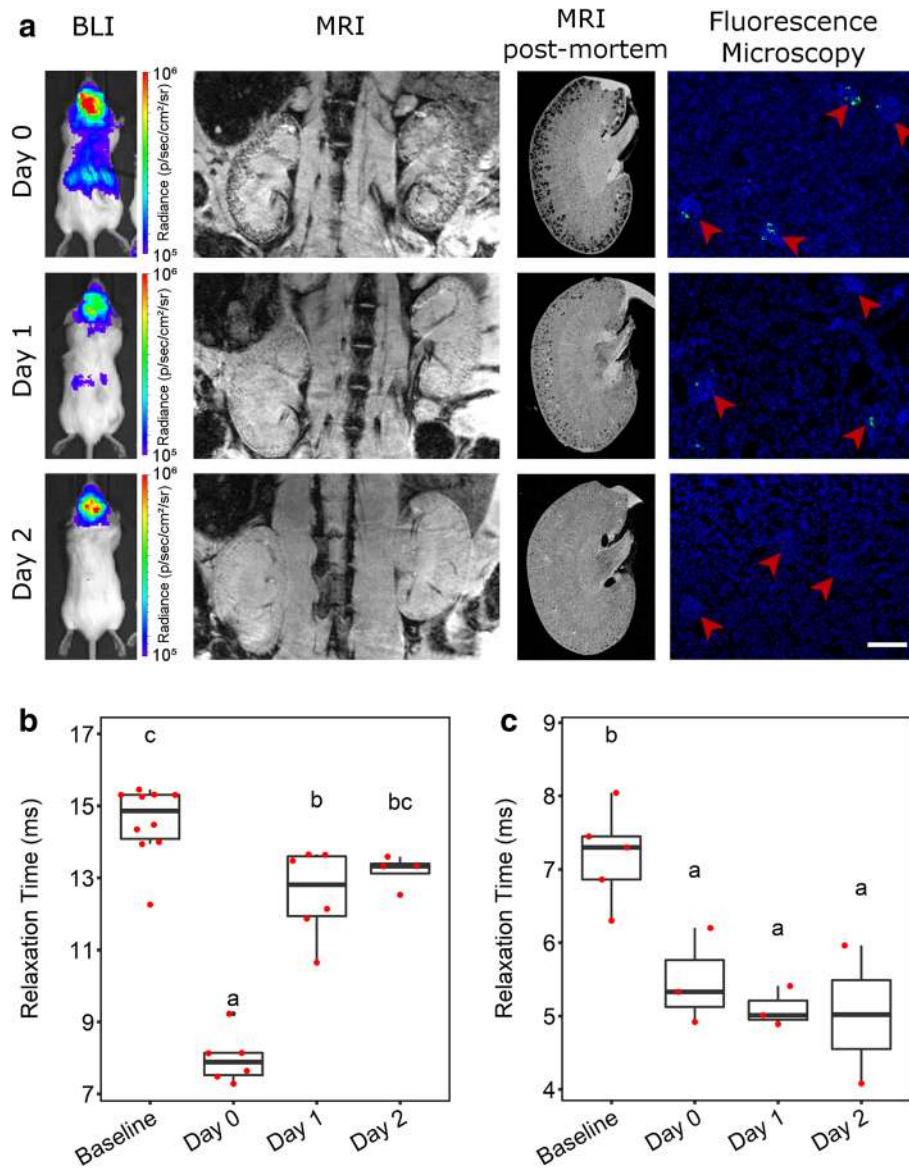 a
BLI
MRI
MRI
post-mortem
Fluorescence
Microscopy
Day 0
10⁶
Radiance (p/sec/cm²/sr)
10⁵
Day 1
10⁶
Radiance (p/sec/cm²/sr)
10⁵
Day 2
10⁶
Radiance (p/sec/cm²/sr)
10⁵
b
Relaxation Time (ms)
17
15
13
11
9
7
c
a
b
bc
Baseline
Day 0
Day 1
Day 2
c
Relaxation Time (ms)
9
8
7
6
5
4
b
a
a
a
Baseline
Day 0
Day 1
Day 2